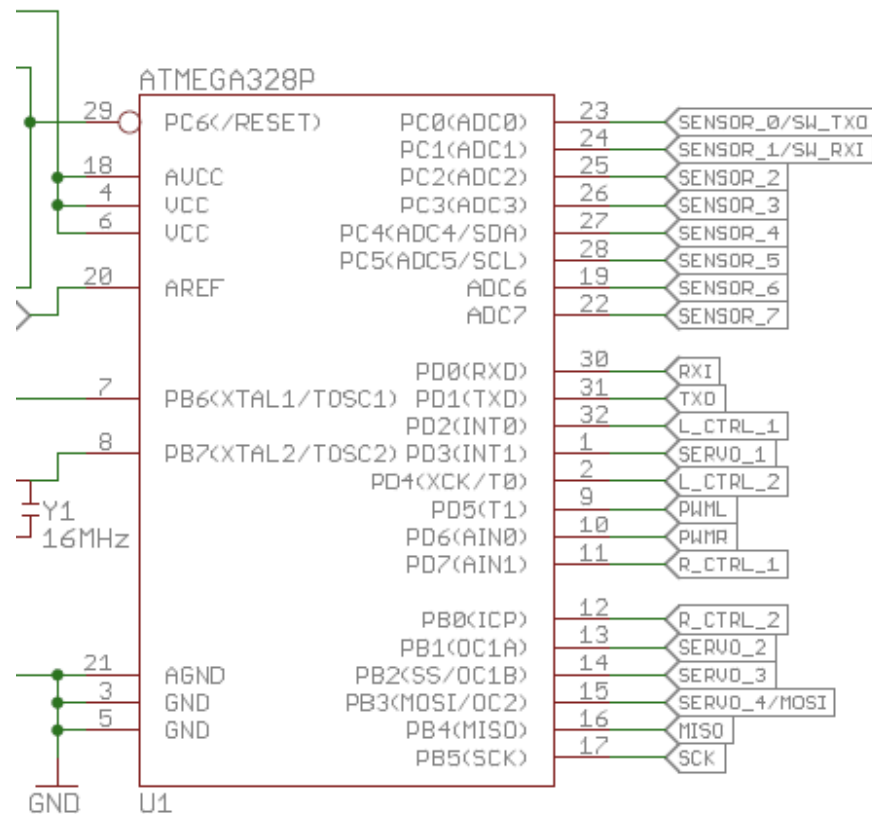 ATMEGA328P
29 PC6(/RESET) PC0(ADC0) 23 SENSOR_0/SW_TXO
PC1(ADC1) 24 SENSOR_1/SW_RXI
18 AVCC PC2(ADC2) 25 SENSOR_2
4 VCC PC3(ADC3) 26 SENSOR_3
6 VCC PC4(ADC4/SDA) 27 SENSOR_4
PC5(ADC5/SCL) 28 SENSOR_5
20 AREF ADC6 19 SENSOR_6
ADC7 22 SENSOR_7
PD0(RXD) 30 RXI
7 PB6(XTAL1/TOSC1) PD1(TXD) 31 TXO
PD2(INT0) 32 L_CTRL_1
8 PB7(XTAL2/TOSC2) PD3(INT1) 1 SERVO_1
PD4(XCK/T0) 2 L_CTRL_2
Y1 PD5(T1) 9 PWML
16MHz PD6(AIN0) 10 PWMR
PD7(AIN1) 11 R_CTRL_1
PB0(ICP) 12 R_CTRL_2
PB1(OC1A) 13 SERVO_2
21 AGND PB2(SS/OC1B) 14 SERVO_3
3 GND PB3(MOSI/OC2) 15 SERVO_4/MOSI
5 GND PB4(MISO) 16 MISO
PB5(SCK) 17 SCK
GND U1